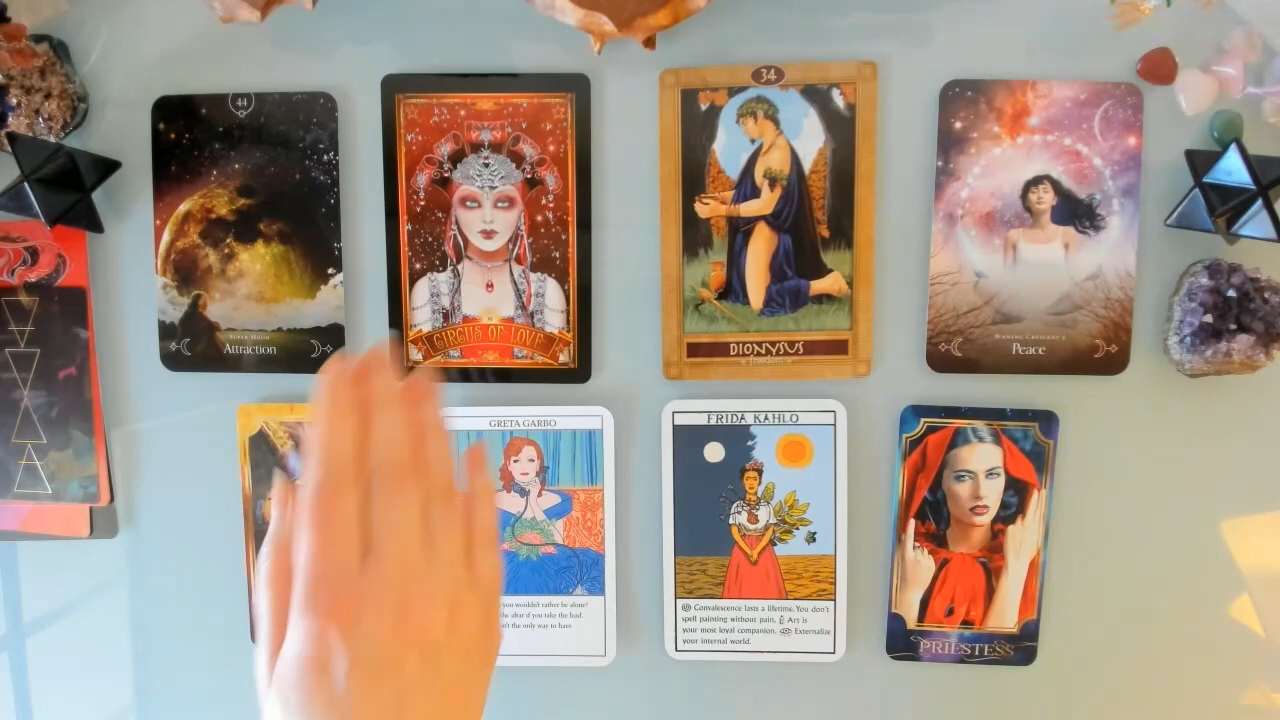 44
SUPER MOON
Attraction
CIRCUS OF LOVE
34
DIONYSUS
WANING CRESCENT
Peace
GRETA GARBO
you wouldn't rather be alone?
the altar if you take the lead.
n't the only way to have
FRIDA KAHLO
Convalescence lasts a lifetime. You don't
spell painting without pain. Art is
your most loyal companion. Externalize
your internal world.
PRIESTESS